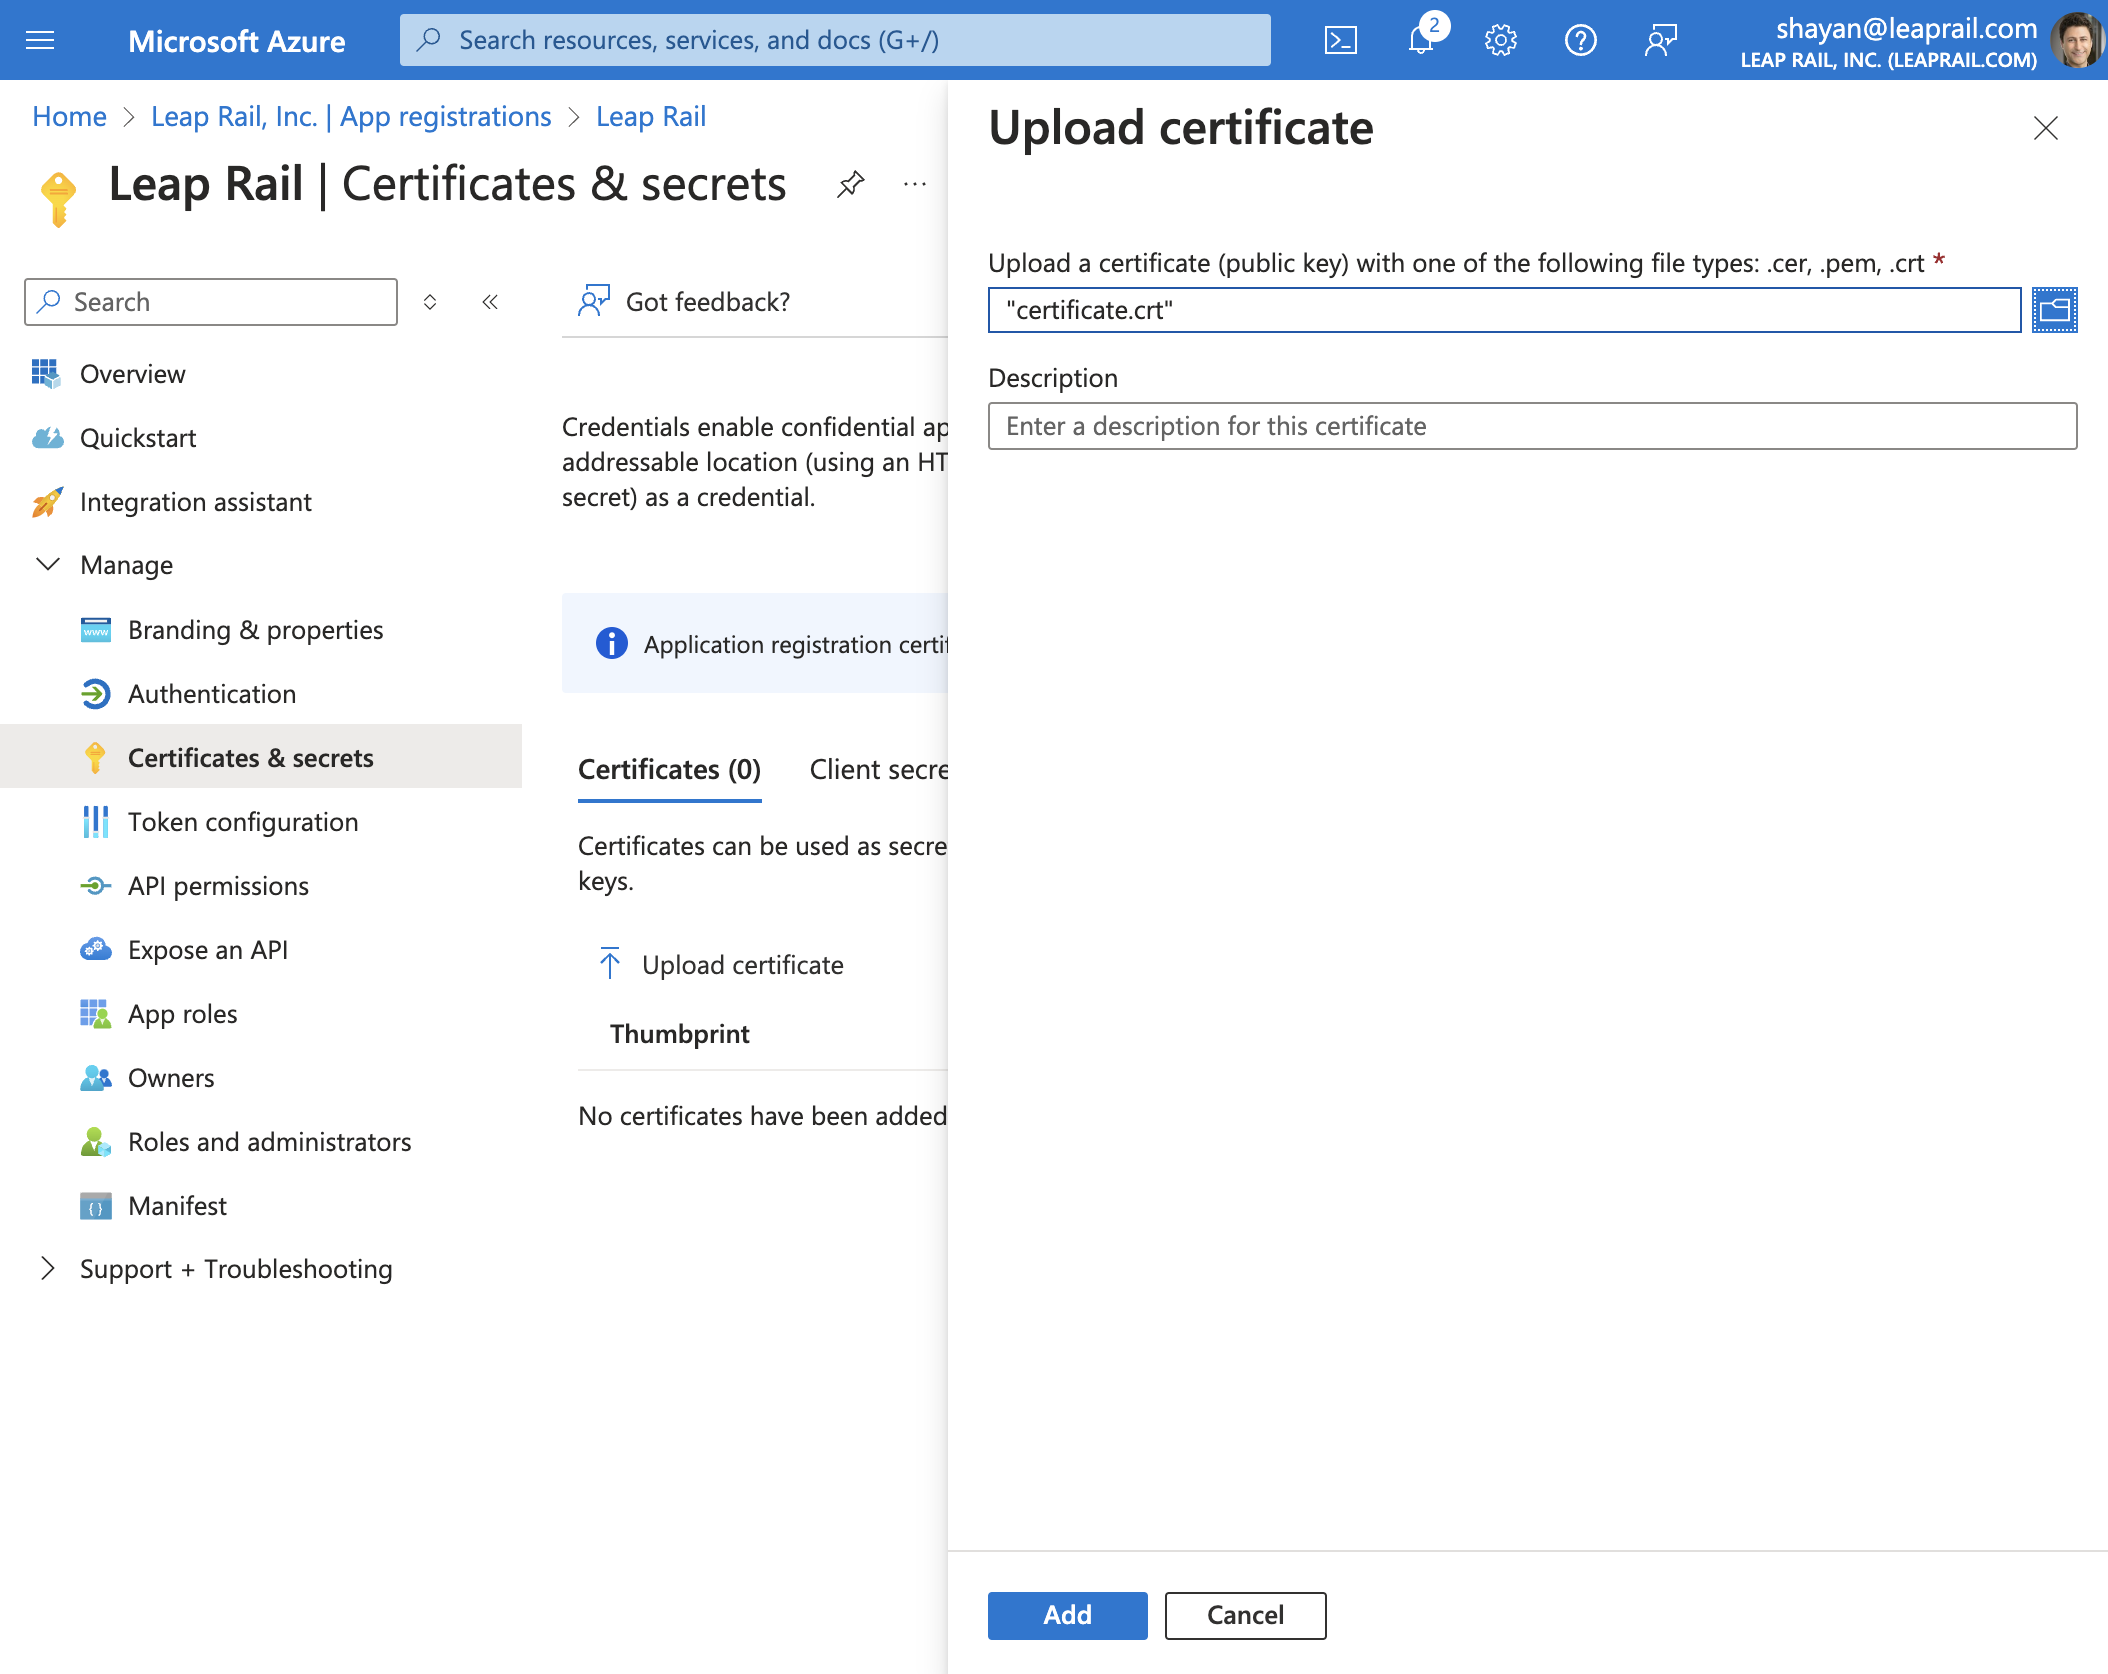 Microsoft Azure
Search resources, services, and docs (G+/)
2
shayan@leaprail.com
LEAP RAIL, INC. (LEAPRAIL.COM)
Home > Leap Rail, Inc. | App registrations > Leap Rail
Leap Rail | Certificates & secrets
Search
Overview
Quickstart
Integration assistant
Manage
Branding & properties
Authentication
Certificates & secrets
Token configuration
API permissions
Expose an API
App roles
Owners
Roles and administrators
Manifest
Support + Troubleshooting
Got feedback?
Credentials enable confidential ap
addressable location (using an HT
secret) as a credential.
Application registration certif
Certificates (0) Client secre
Certificates can be used as secre
keys.
Upload certificate
Thumbprint
No certificates have been added
Upload certificate
Upload a certificate (public key) with one of the following file types: .cer, .pem, .crt *
"certificate.crt"
Description
Enter a description for this certificate
Add Cancel